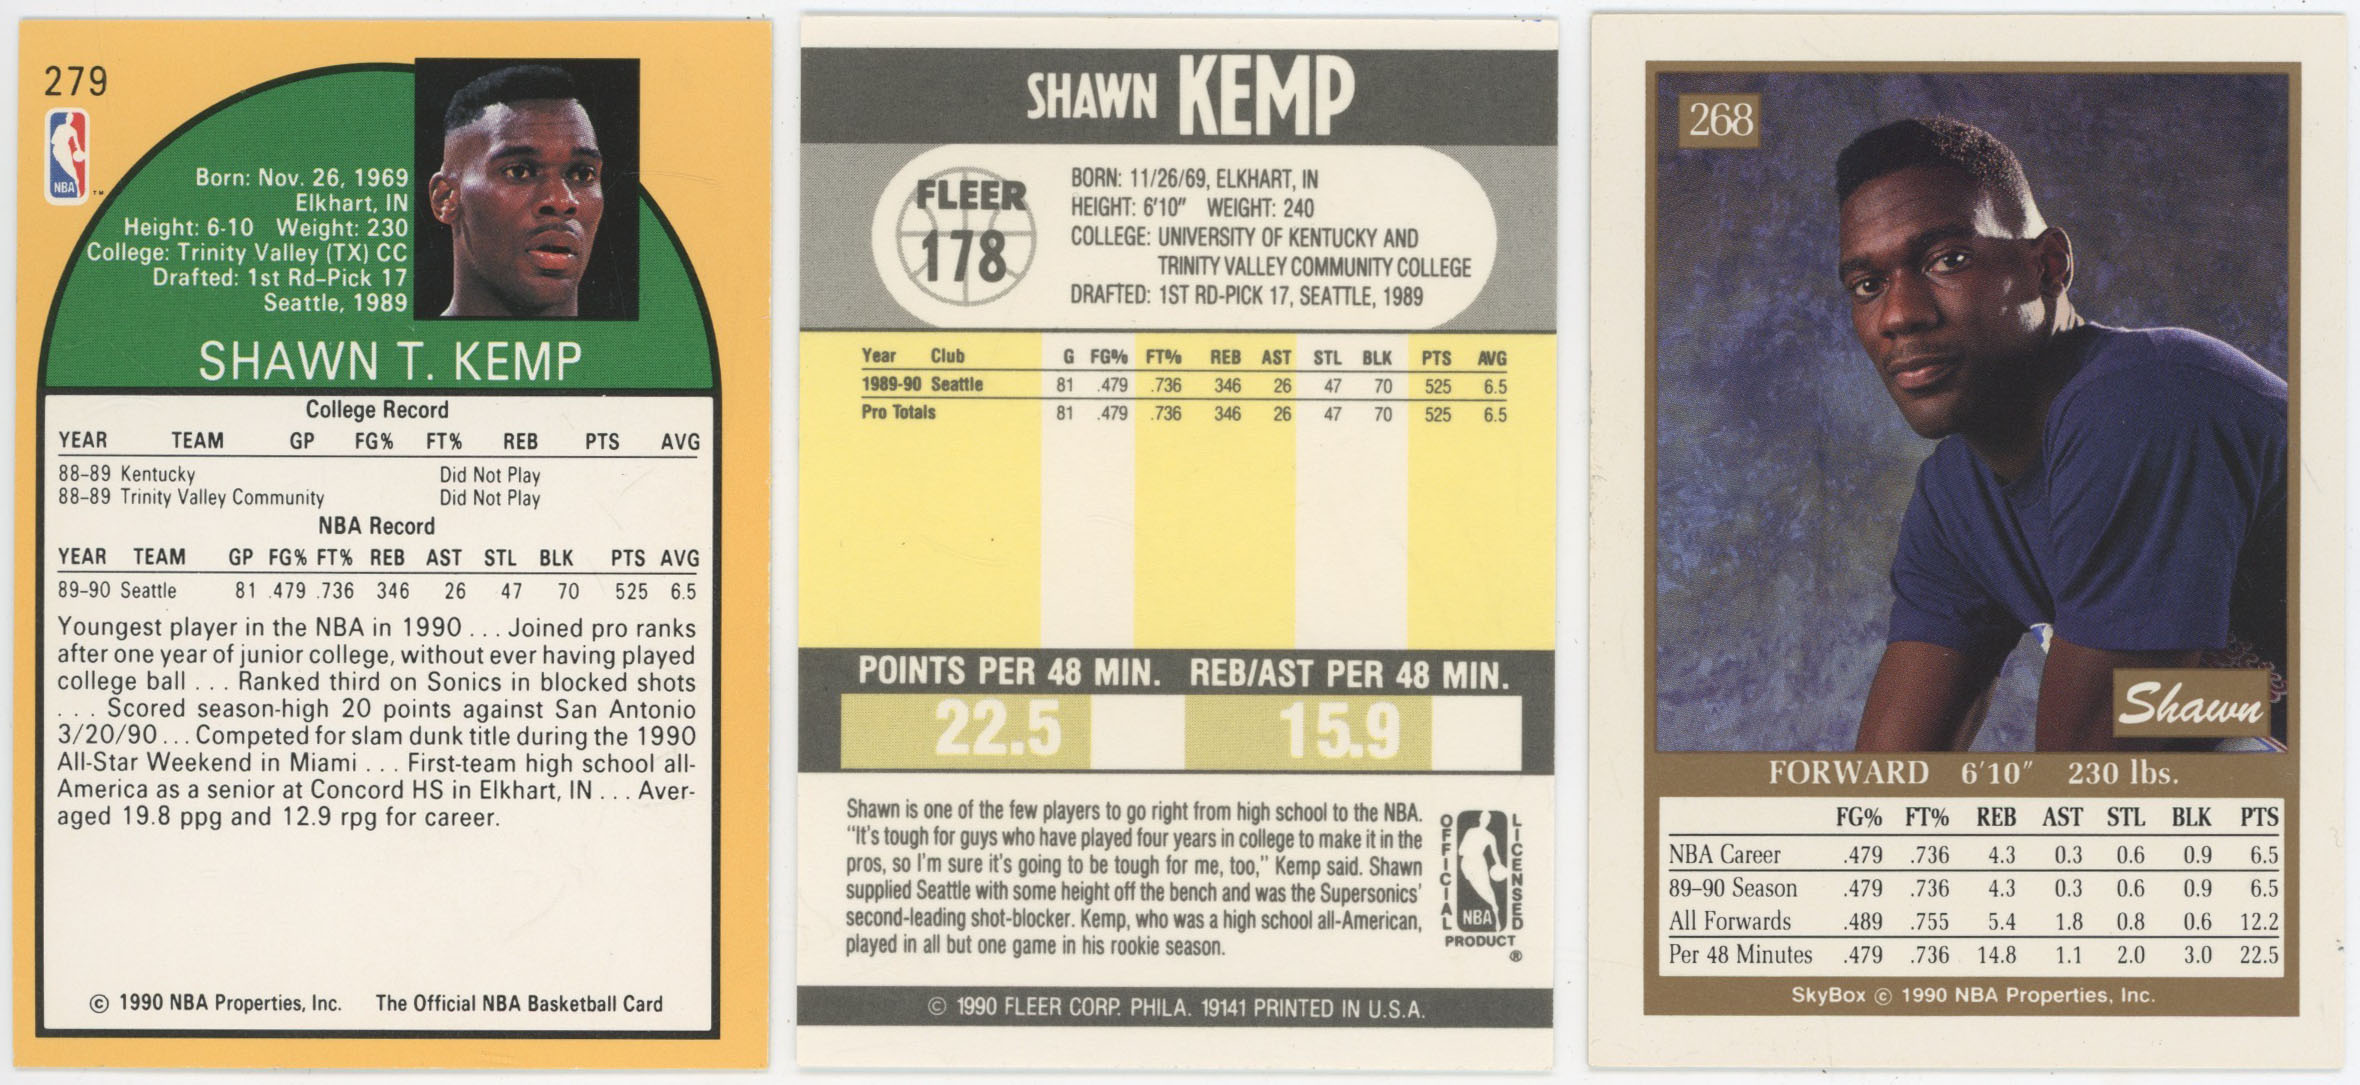 279
NBA
™
Born: Nov. 26, 1969
Elkhart, IN
Height: 6-10 Weight: 230
College: Trinity Valley (TX) CC
Drafted: 1st Rd-Pick 17
Seattle, 1989
SHAWN T. KEMP
College Record
YEAR TEAM GP FG% FT% REB PTS AVG
88-89 Kentucky Did Not Play
88-89 Trinity Valley Community Did Not Play
NBA Record
YEAR TEAM GP FG% FT% REB AST STL BLK PTS AVG
89-90 Seattle 81 .479 .736 346 26 47 70 525 6.5
Youngest player in the NBA in 1990 . . . Joined pro ranks
after one year of junior college, without ever having played
college ball . . . Ranked third on Sonics in blocked shots
. . . Scored season-high 20 points against San Antonio
3/20/90 . . . Competed for slam dunk title during the 1990
All-Star Weekend in Miami . . . First-team high school all-
America as a senior at Concord HS in Elkhart, IN . . . Aver-
aged 19.8 ppg and 12.9 rpg for career.
© 1990 NBA Properties, Inc. The Official NBA Basketball Card
SHAWN KEMP
FLEER
178
BORN: 11/26/69, ELKHART, IN
HEIGHT: 6'10" WEIGHT: 240
COLLEGE: UNIVERSITY OF KENTUCKY AND
TRINITY VALLEY COMMUNITY COLLEGE
DRAFTED: 1ST RD-PICK 17, SEATTLE, 1989
Year Club G FG% FT% REB AST STL BLK PTS AVG
1989-90 Seattle 81 .479 .736 346 26 47 70 525 6.5
Pro Totals 81 .479 .736 346 26 47 70 525 6.5
POINTS PER 48 MIN. REB/AST PER 48 MIN.
22.5 15.9
Shawn is one of the few players to go right from high school to the NBA.
"It's tough for guys who have played four years in college to make it in the
pros, so I'm sure it's going to be tough for me, too," Kemp said. Shawn
supplied Seattle with some height off the bench and was the Supersonics'
second-leading shot-blocker. Kemp, who was a high school all-American,
played in all but one game in his rookie season.
OFFICIAL LICENSED
NBA
PRODUCT
®
© 1990 FLEER CORP. PHILA. 19141 PRINTED IN U.S.A.
268
Shawn
FORWARD 6'10" 230 lbs.
FG% FT% REB AST STL BLK PTS
NBA Career .479 .736 4.3 0.3 0.6 0.9 6.5
89-90 Season .479 .736 4.3 0.3 0.6 0.9 6.5
All Forwards .489 .755 5.4 1.8 0.8 0.6 12.2
Per 48 Minutes .479 .736 14.8 1.1 2.0 3.0 22.5
SkyBox © 1990 NBA Properties, Inc.